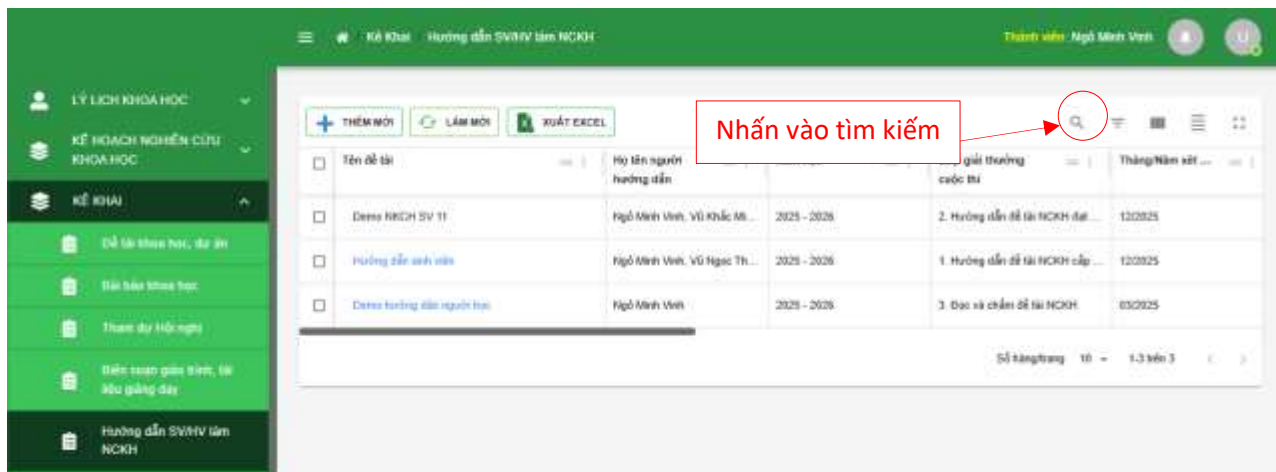 Kê Khai Hướng dẫn SV/HV làm NCKH
Thành viên: Ngô Minh Vinh
U
LÝ LỊCH KHOA HỌC
KẾ HOẠCH NGHIÊN CỨU
KHOA HỌC
KÊ KHAI
Đề tài khoa học, dự án
Bài báo khoa học
Tham dự Hội nghị
Biên soạn giáo trình, tài
liệu giảng dạy
Hướng dẫn SV/HV làm
NCKH
THÊM MỚI LÀM MỚI XUẤT EXCEL
Nhấn vào tìm kiếm
Tên đề tài
Họ tên người
hướng dẫn
giải thưởng
cuộc thi
Tháng/Năm xét ...
Demo NKCH SV 11 Ngô Minh Vinh, Vũ Khắc Mi... 2025 - 2026 2. Hướng dẫn đề tài NCKH đạt ... 12/2025
Hướng dẫn sinh viên Ngô Minh Vinh, Vũ Ngọc Th... 2025 - 2026 1. Hướng dẫn đề tài NCKH cấp ... 12/2025
Demo hướng dẫn người học Ngô Minh Vinh 2025 - 2026 3. Đọc và chấm đề tài NCKH 03/2025
Số hàng/trang 10 1-3 trên 3